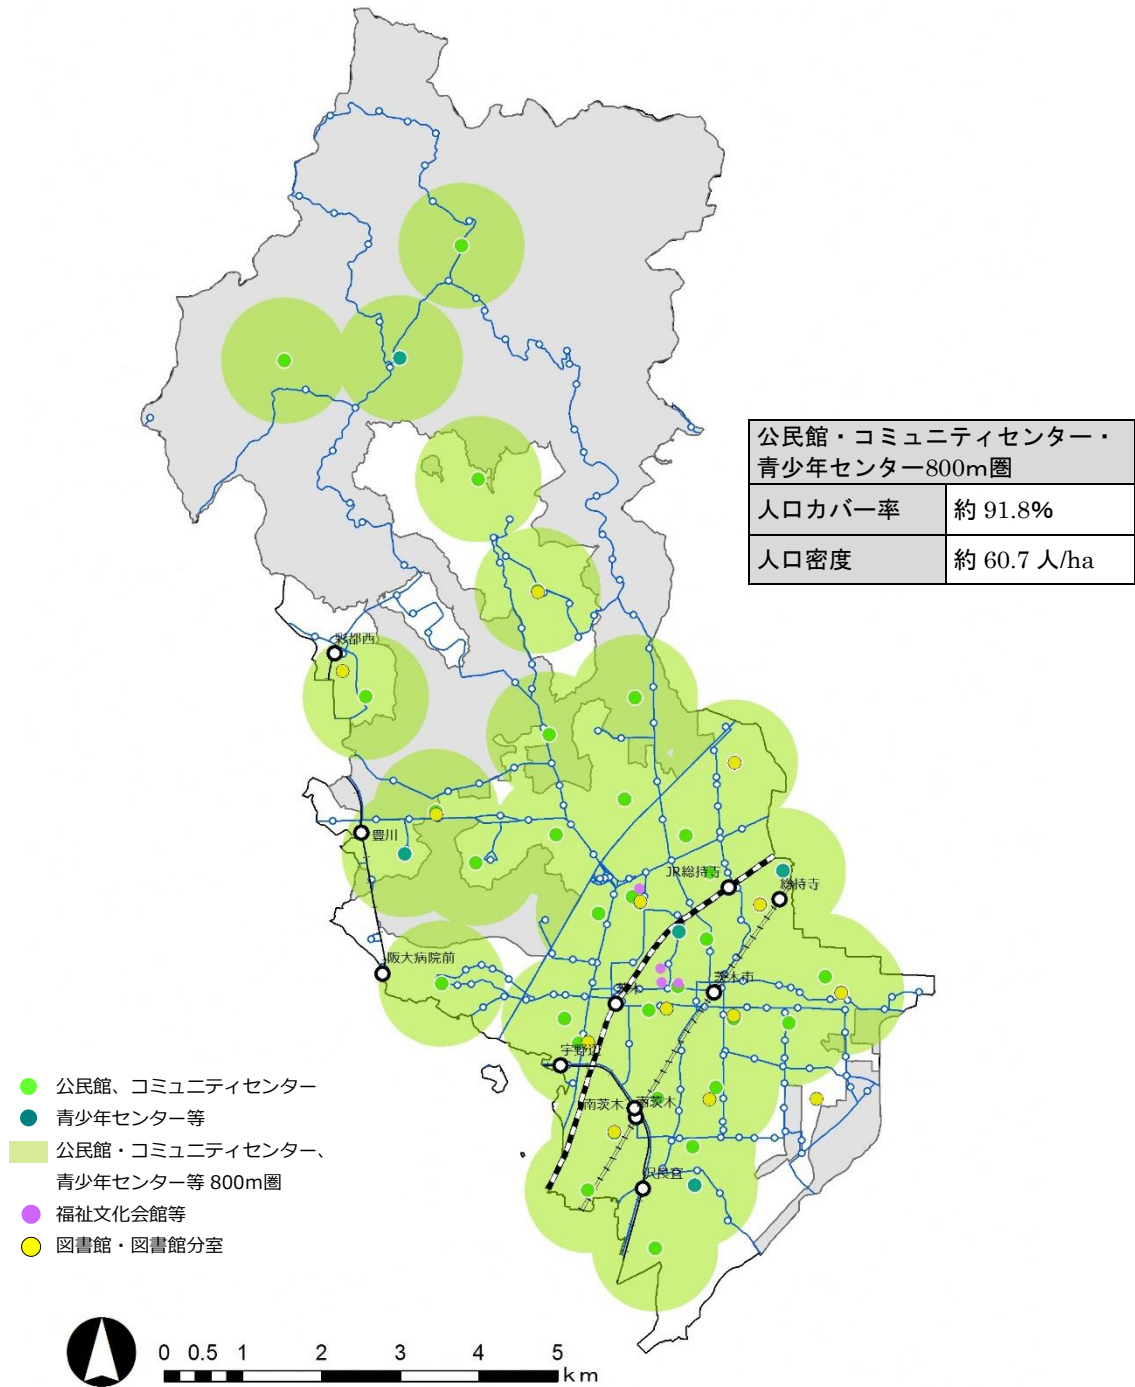 公民館・コミュニティセンター・
青少年センター800m圏
人口カバー率 約 91.8%
人口密度 約 60.7 人/ha
彩都西
豊川
JR総持寺
総持寺
阪大病院前
茨木
茨木市
宇野辺
南茨木 南茨木
沢良宜
公民館、コミュニティセンター
青少年センター等
公民館・コミュニティセンター、
青少年センター等 800m圏
福祉文化会館等
図書館・図書館分室
0 0.5 1 2 3 4 5
km